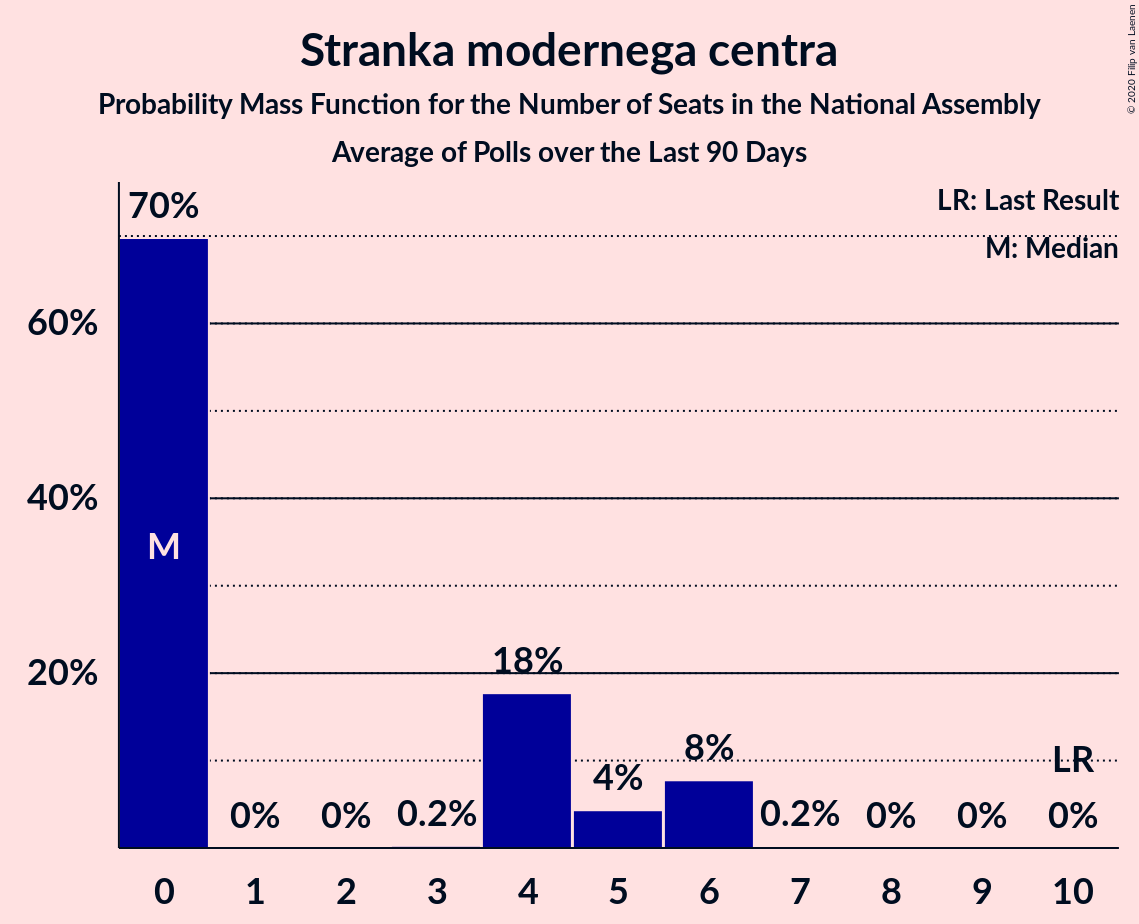 Stranka modernega centra
Probability Mass Function for the Number of Seats in the National Assembly
Average of Polls over the Last 90 Days
© 2020 Filip van Laenen
LR: Last Result
M: Median
70%
60%
40%
20%
M
0% 0% 0.2% 18% 4% 8% 0.2% 0% 0% 0%
LR
0 1 2 3 4 5 6 7 8 9 10